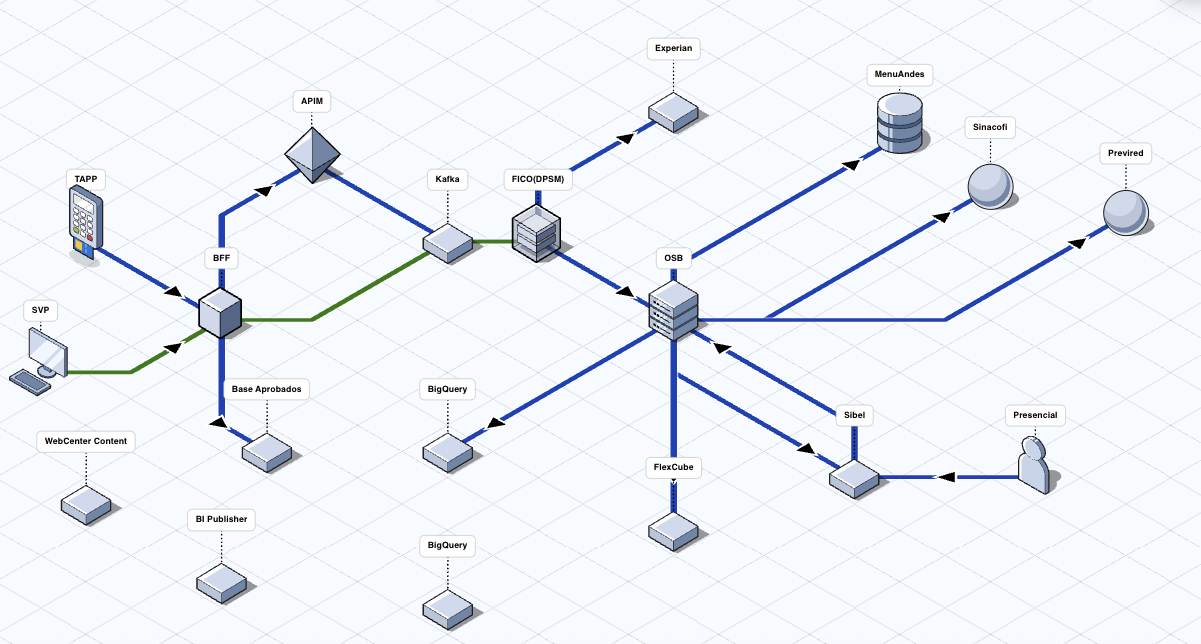 Experian
MenuAndes
APIM
Sinacofi
Previred
TAPP
Kafka
FICO(DPSM)
BFF
OSB
SVP
Base Aprobados
BigQuery
Sibel
Presencial
WebCenter Content
FlexCube
BI Publisher
BigQuery